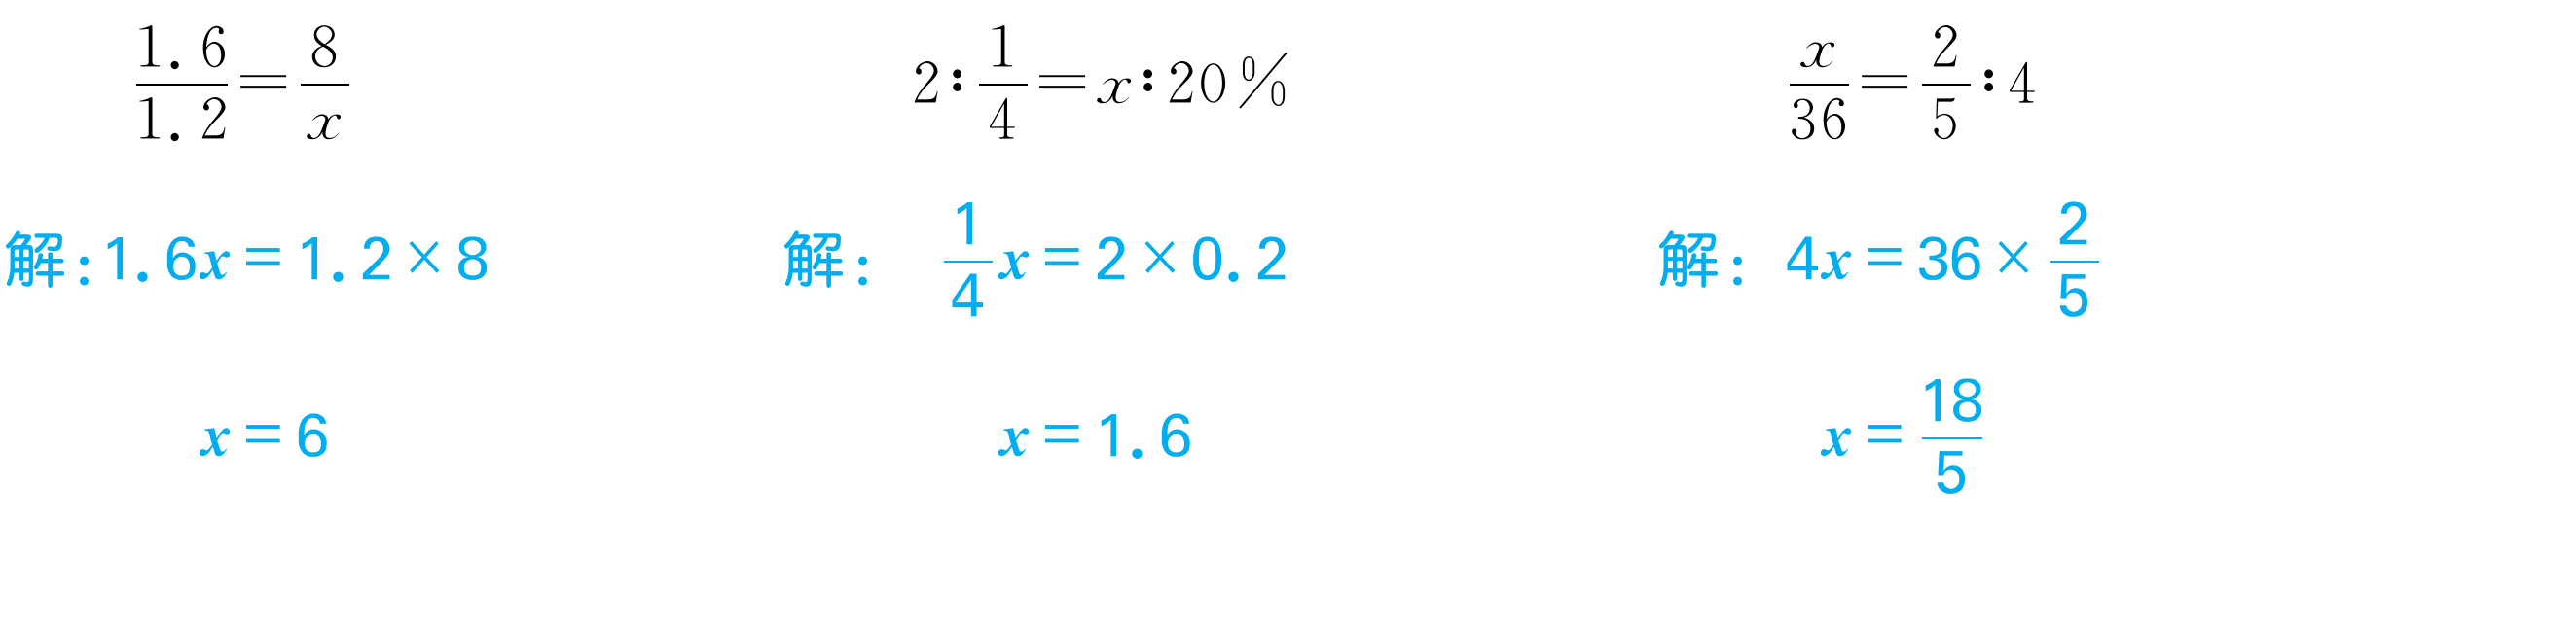 1.6/1.2=8/x 2∶1/4=x∶20% x/36=2/5∶4
解:1.6x=1.2×8 解: 1/4x=2×0.2 解: 4x=36×2/5
x=6 x=1.6 x=18/5